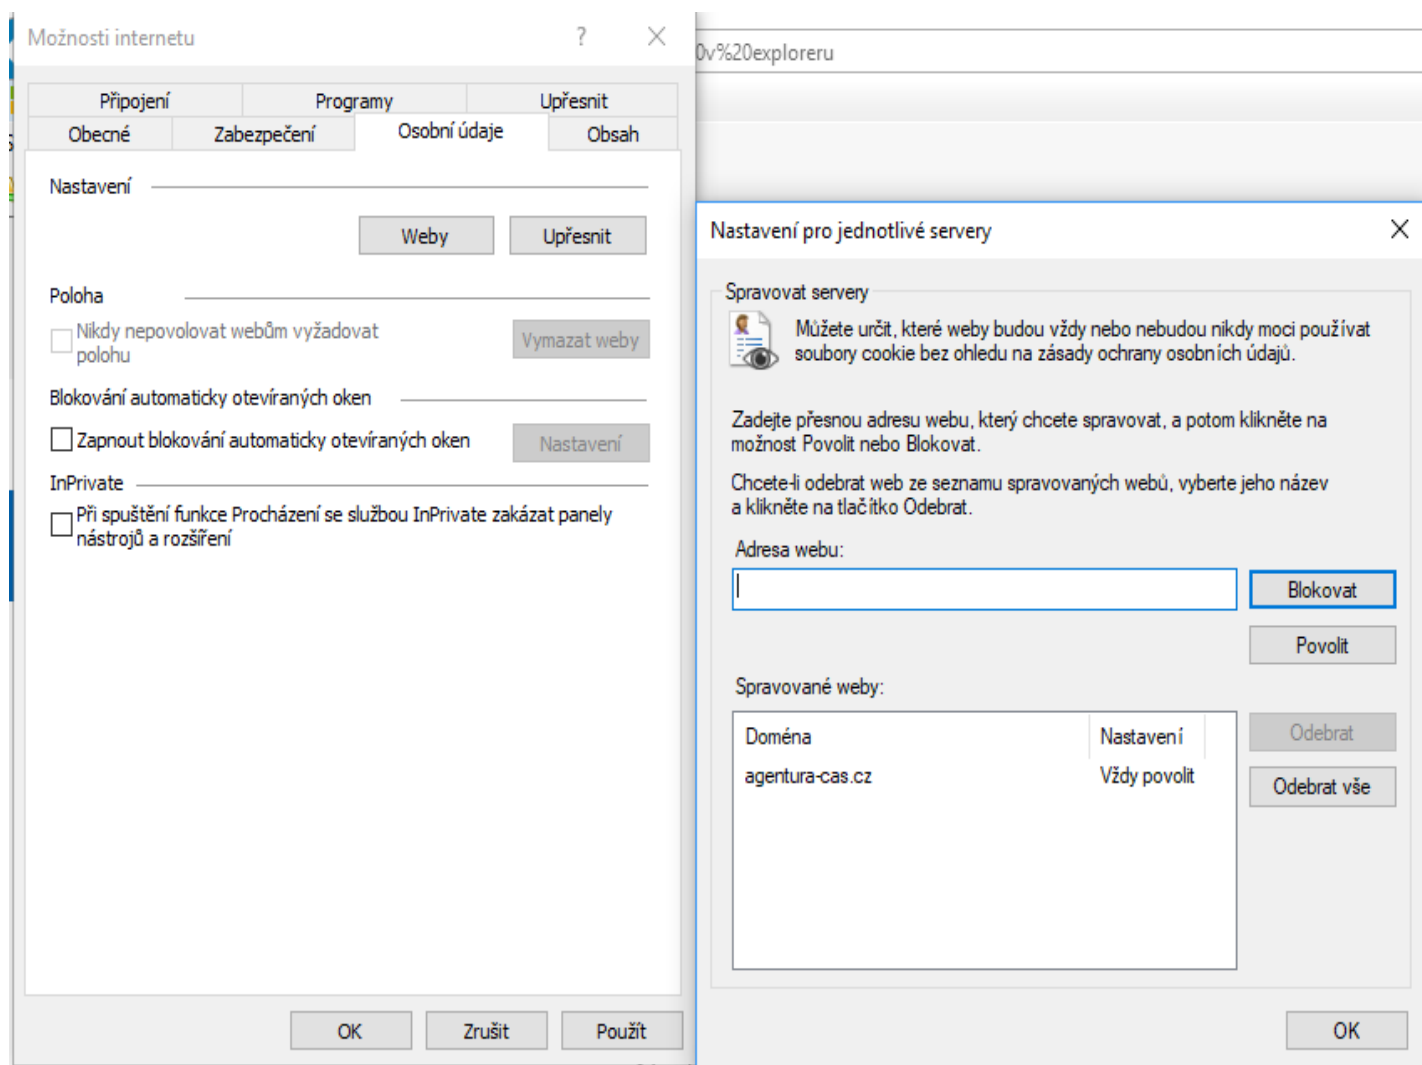 Možnosti internetu
?
0v%20exploreru
Připojení Programy Upřesnit
Obecné Zabezpečení Osobní údaje Obsah
Nastavení
Weby Upřesnit
Poloha
Nikdy nepovolovat webům vyžadovat
polohu
Vymazat weby
Blokování automaticky otevíraných oken
Zapnout blokování automaticky otevíraných oken
Nastavení
InPrivate
Při spuštění funkce Procházení se službou InPrivate zakázat panely
nástrojů a rozšíření
OK Zrušit Použít
Nastavení pro jednotlivé servery
Spravovat servery
Můžete určit, které weby budou vždy nebo nebudou nikdy moci používat
soubory cookie bez ohledu na zásady ochrany osobních údajů.
Zadejte přesnou adresu webu, který chcete spravovat, a potom klikněte na
možnost Povolit nebo Blokovat.
Chcete-li odebrat web ze seznamu spravovaných webů, vyberte jeho název
a klikněte na tlačítko Odebrat.
Adresa webu:
Blokovat
Povolit
Spravované weby:
Doména Nastavení
agentura-cas.cz Vždy povolit
Odebrat
Odebrat vše
OK